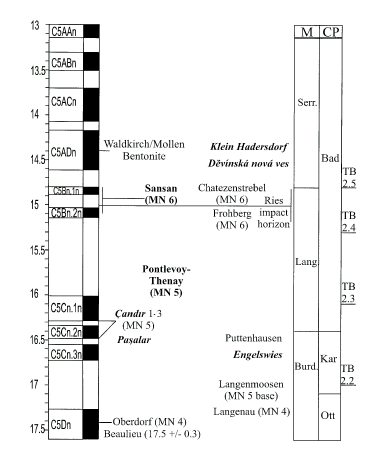 13
13.5
14
14.5
15
15.5
16
16.5
17
17.5
C5AAn
C5ABn
C5ACn
C5ADn
C5Bn.1n
C5Bn.2n
C5Cn.1n
C5Cn.2n
C5Cn.3n
C5Dn
Waldkirch/Mollen
Bentonite
Sansan
(MN 6)
Pontlevoy-
Thenay
(MN 5)
Çandır 1-3
(MN 5)
Paşalar
Oberdorf (MN 4)
Beaulieu (17.5 +/- 0.3)
Klein Hadersdorf
Děvínská nová ves
Chatezenstrebel
(MN 6)
Frohberg
(MN 6)
Ries
impact
horizon
Puttenhausen
Engelswies
Langenmoosen
(MN 5 base)
Langenau (MN 4)
M
CP
Serr.
Lang.
Burd.
Bad
Kar
Ott
TB
2.5
TB
2.4
TB
2.3
TB
2.2